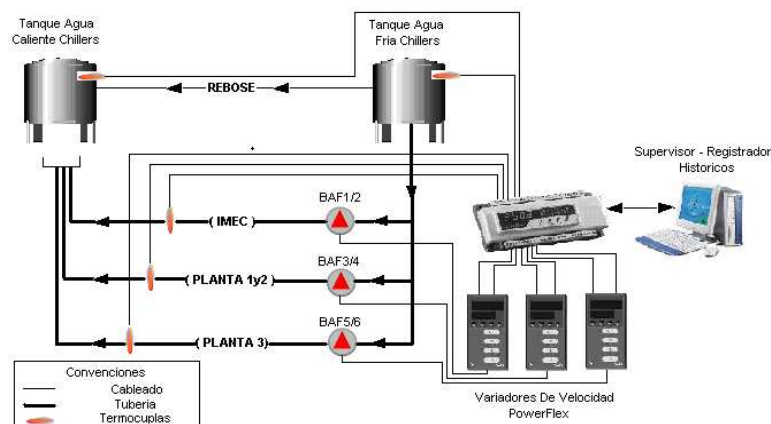 Tanque Agua
Caliente Chillers
Tanque Agua
Fria Chillers
REBOSE
Supervisor - Registrador
Historicos
BAF1/2
( IMEC)
BAF3/4
( PLANTA 1y2 )
BAF5/6
( PLANTA 3)
Convenciones
Cableado
Tuberia
Termocuplas
Variadores De Velocidad
PowerFlex